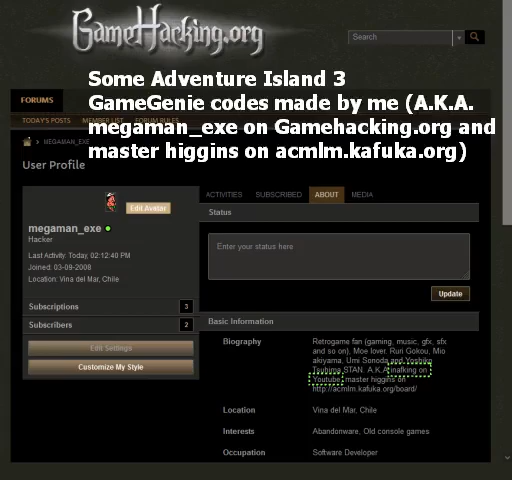 GameHacking.org
Search
Some Adventure Island 3
GameGenie codes made by me (A.K.A.
megaman_exe on Gamehacking.org and
master higgins on acmlm.kafuka.org)
FORUMS
TODAY'S POSTS MEMBER LIST FORUM RULES
MEGAMAN_EXE
User Profile
Edit Avatar
megaman_exe
Hacker
Last Activity: Today, 02:12:40 PM
Joined: 03-09-2008
Location: Vina del Mar, Chile
Subscriptions 3
Subscribers 2
Edit Settings
Customize My Style
ACTIVITIES SUBSCRIBED ABOUT MEDIA
Status
Enter your status here
Update
Basic Information
Biography
Retrogame fan (gaming, music, gfx, sfx
and so on), Moe lover. Ruri Gokou, Mio
akiyama, Umi Sonoda and Yoshiko
Tsushima STAN. A.K.A inafking on
Youtube, master higgins on
http://acmlm.kafuka.org/board/
Location Vina del Mar, Chile
Interests Abandonware, Old console games
Occupation Software Developer